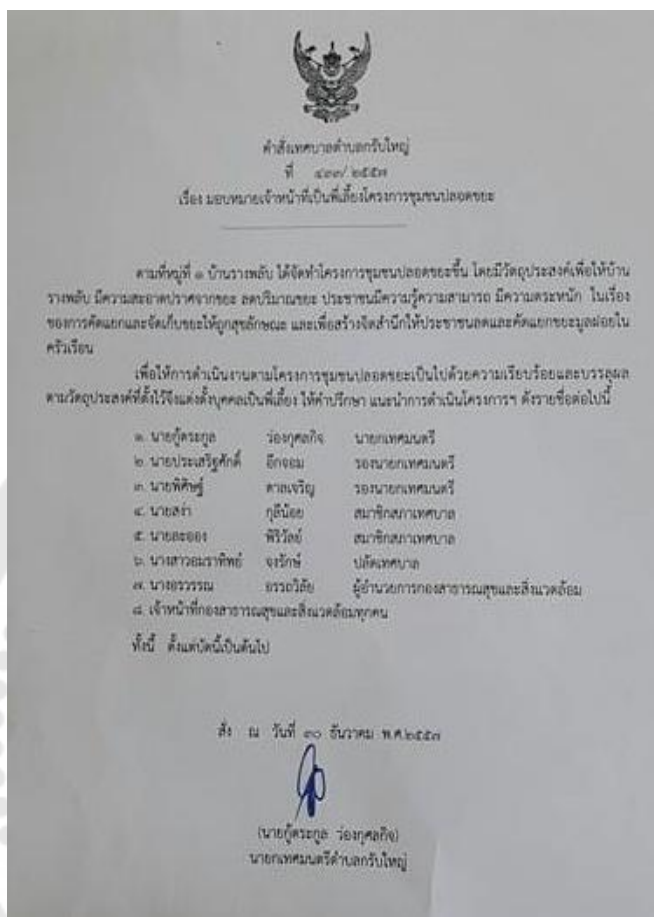 คำสั่งเทศบาลตำบลกรับใหญ่
ที่ ๔๓๓/ ๒๕๕๗
เรื่อง มอบหมายเจ้าหน้าที่เป็นพี่เลี้ยงโครงการชุมชนปลอดขยะ
ตามที่หมู่ที่ ๑ บ้านรางพลับ ได้จัดทำโครงการชุมชนปลอดขยะขึ้น โดยมีวัตถุประสงค์เพื่อให้บ้าน
รางพลับ มีความสะอาดปราศจากขยะ ลดปริมาณขยะ ประชาชนมีความรู้ความสามารถ มีความตระหนัก ในเรื่อง
ของการคัดแยกและจัดเก็บขยะให้ถูกสุขลักษณะ และเพื่อสร้างจิตสำนึกให้ประชาชนลดและคัดแยกขยะมูลฝอยใน
ครัวเรือน
เพื่อให้การดำเนินงานตามโครงการชุมชนปลอดขยะเป็นไปด้วยความเรียบร้อยและบรรลุผล
ตามวัตถุประสงค์ที่ตั้งไว้จึงแต่งตั้งบุคคลเป็นพี่เลี้ยง ให้คำปรึกษา แนะนำการดำเนินโครงการฯ ดังรายชื่อต่อไปนี้
๑. นายกู้ตระกูล ว่องกุศลกิจ นายกเทศมนตรี
๒. นายประเสริฐศักดิ์ อึกจอม รองนายกเทศมนตรี
๓. นายพิศิษฐ์ ตาลเจริญ รองนายกเทศมนตรี
๔. นายสง่า กุลีน้อย สมาชิกสภาเทศบาล
๕. นายละออง พิริวัลย์ สมาชิกสภาเทศบาล
๖. นางสาวอมราทิพย์ จงรักษ์ ปลัดเทศบาล
๗. นางอรวรรณ อรรถวิลัย ผู้อำนวยการกองสาธารณสุขและสิ่งแวดล้อม
๘. เจ้าหน้าที่กองสาธารณสุขและสิ่งแวดล้อมทุกคน
ทั้งนี้ ตั้งแต่บัดนี้เป็นต้นไป
สั่ง ณ วันที่ ๓๐ ธันวาคม พ.ศ.๒๕๕๗
(นายกู้ตระกูล ว่องกุศลกิจ)
นายกเทศมนตรีตำบลกรับใหญ่